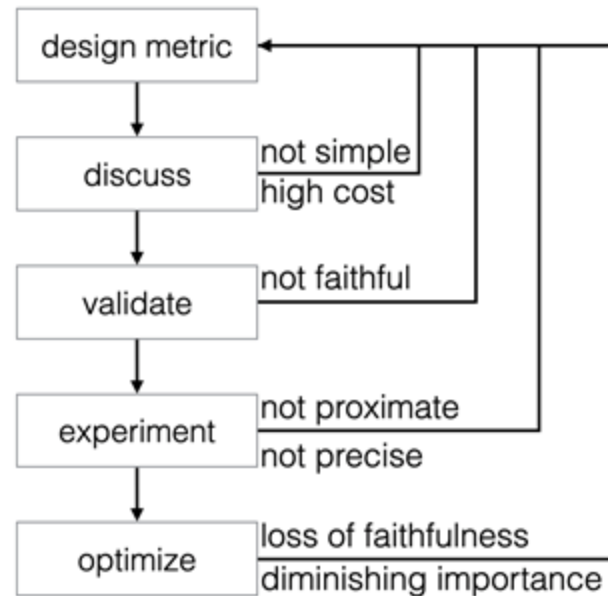 design metric
discuss
not simple
high cost
validate
not faithful
experiment
not proximate
not precise
optimize
loss of faithfulness
diminishing importance